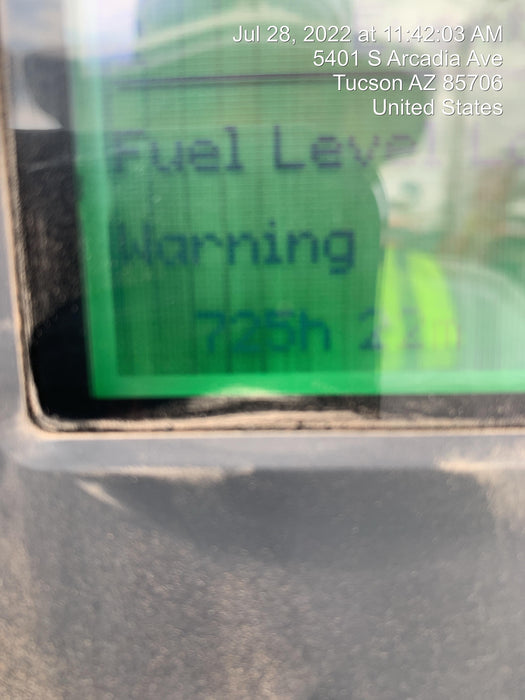 Jul 28, 2022 at 11:42:03 AM
5401 S Arcadia Ave
Tucson AZ 85706
United States
Fuel Level
Warning
725h